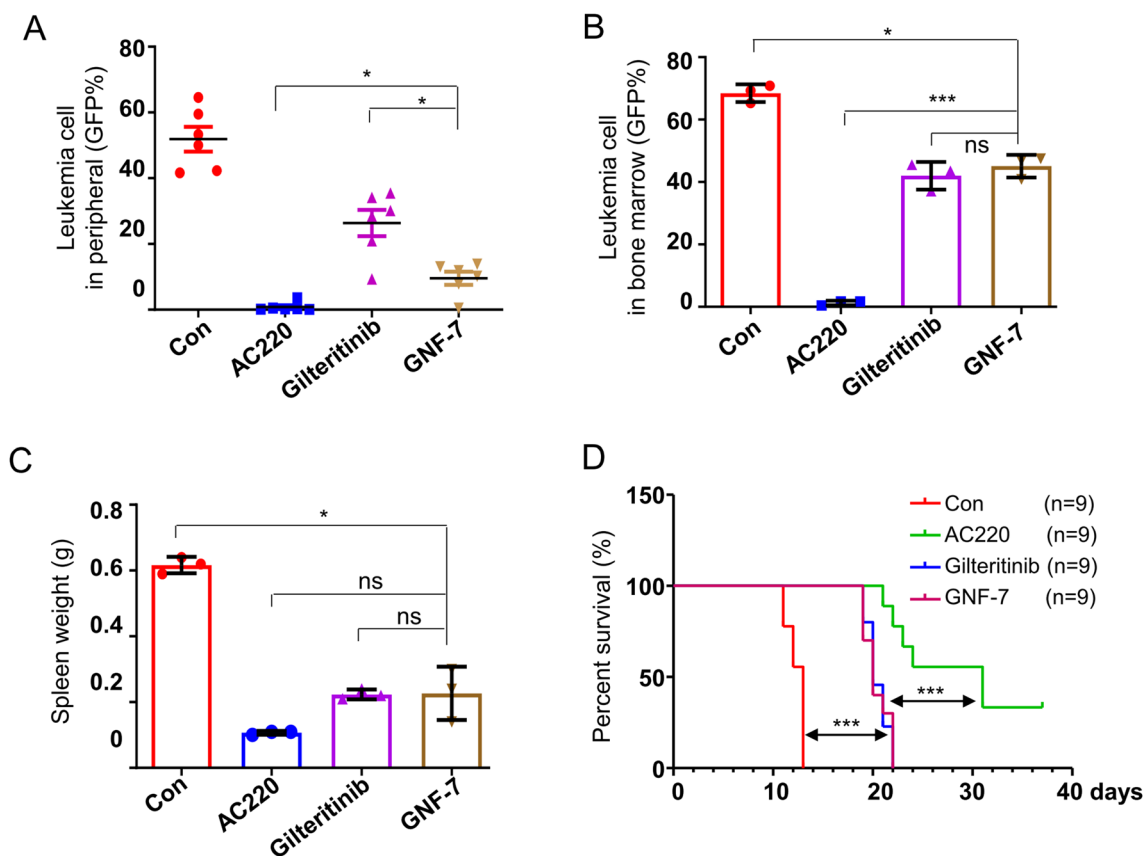 A
Leukemia cell
in peripheral (GFP%)
80
60
40
20
0
*
*
Con
AC220
Gilteritinib
GNF-7
B
Leukemia cell
in bone marrow (GFP%)
80
60
40
20
0
*
***
ns
Con
AC220
Gilteritinib
GNF-7
C
Spleen weight (g)
0.8
0.6
0.4
0.2
0
*
ns
ns
Con
AC220
Gilteritinib
GNF-7
D
Percent survival (%)
150
100
50
0
Con (n=9)
AC220 (n=9)
Gilteritinib (n=9)
GNF-7 (n=9)
***
***
0 10 20 30 40 days